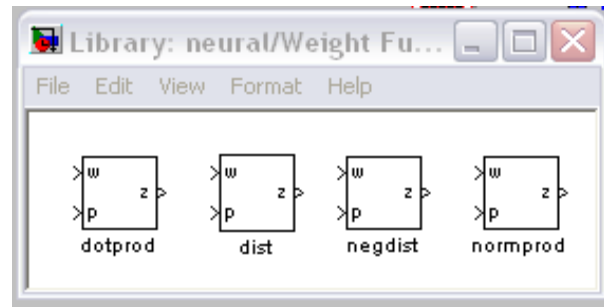 Library: neural/Weight Fu...
File Edit View Format Help
w w w w
z z z z
p p p p
dotprod dist negdist normprod